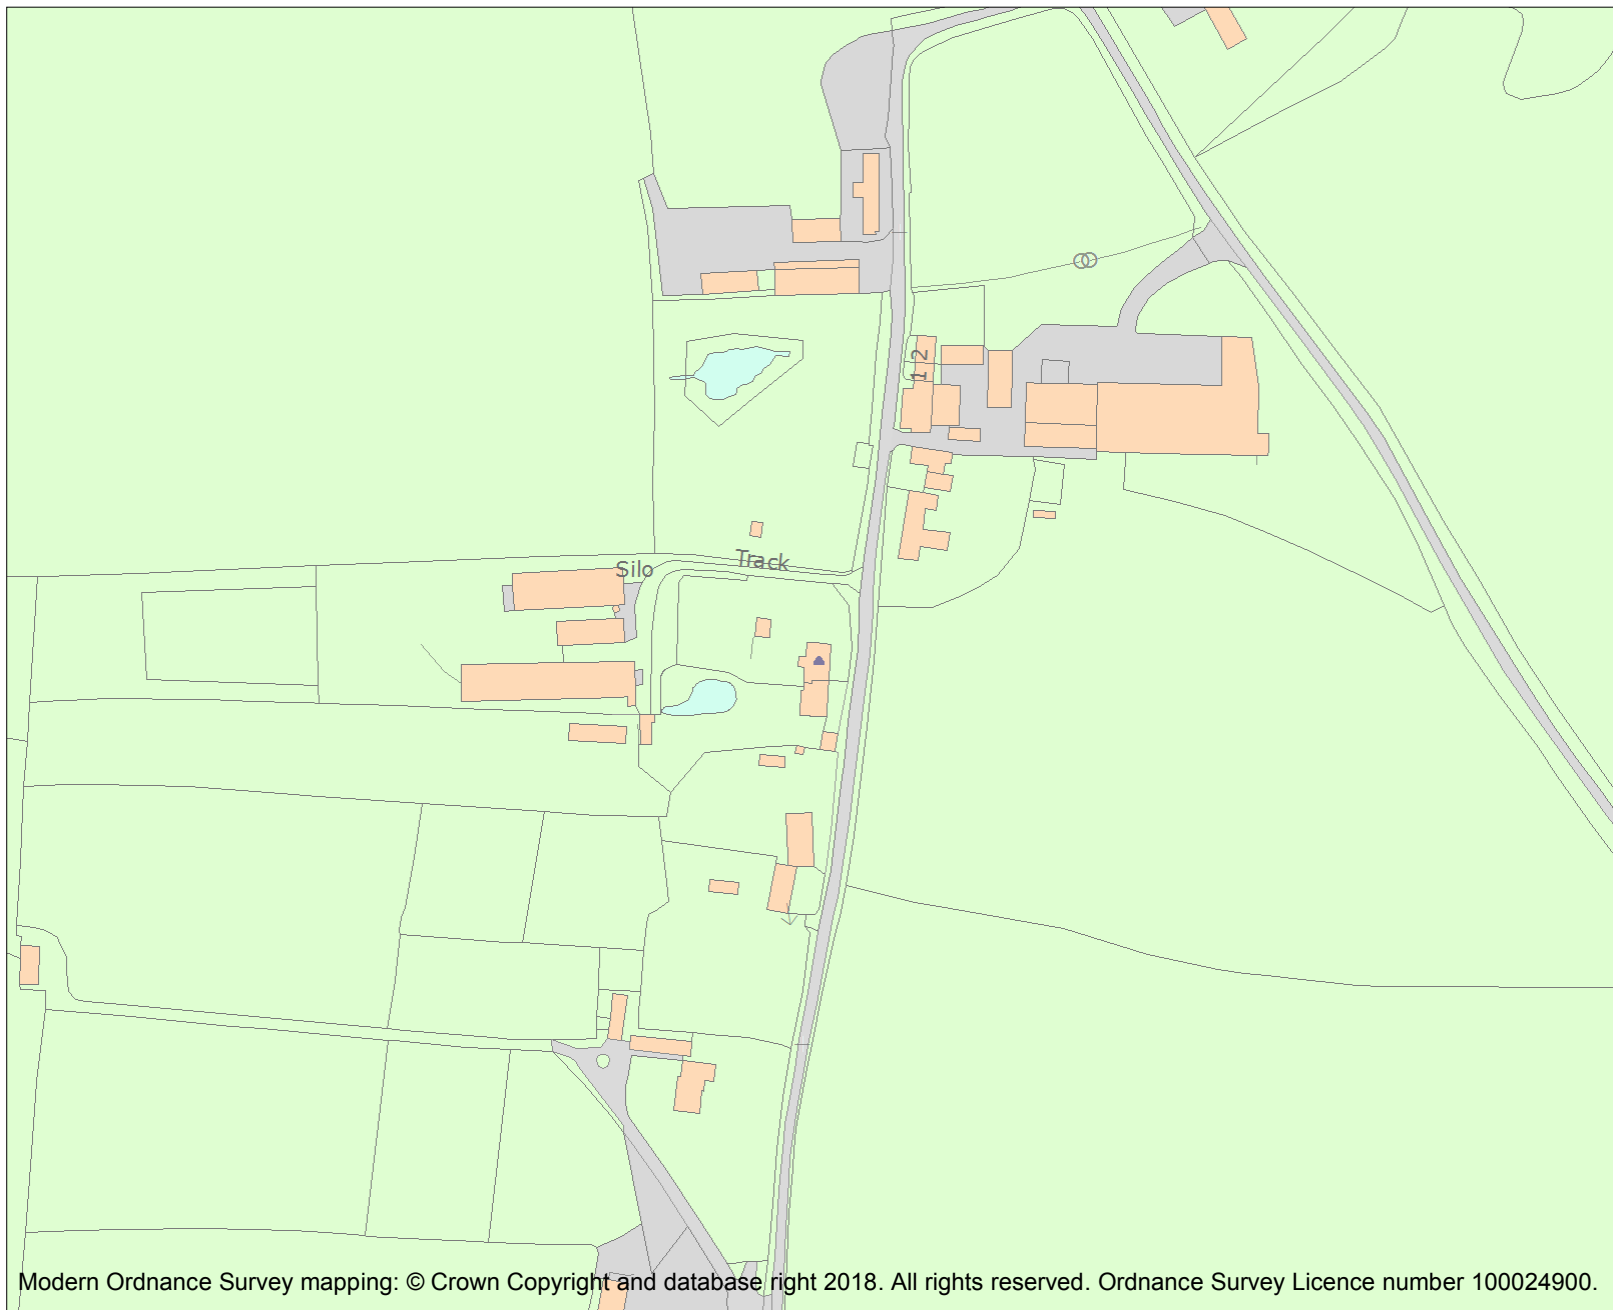 1 2
Track
Silo
Modern Ordnance Survey mapping: © Crown Copyright and database right 2018. All rights reserved. Ordnance Survey Licence number 100024900.